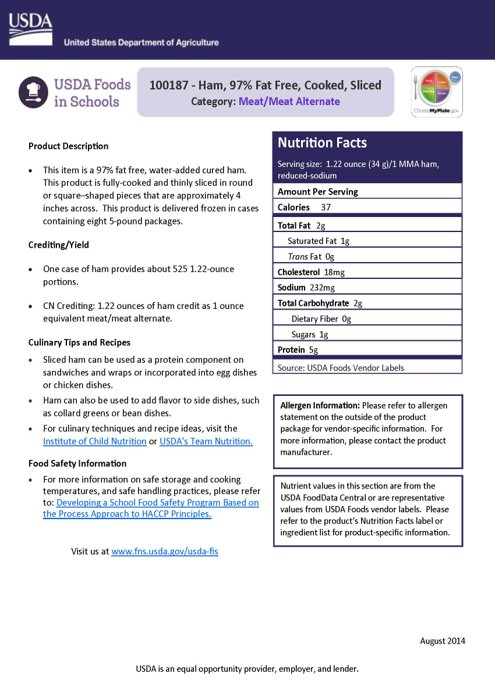 USDA
United States Department of Agriculture
USDA Foods
in Schools
100187 - Ham, 97% Fat Free, Cooked, Sliced
Category: Meat/Meat Alternate
ChooseMyPlate.gov
Product Description
• This item is a 97% fat free, water-added cured ham.
This product is fully-cooked and thinly sliced in round
or square–shaped pieces that are approximately 4
inches across. This product is delivered frozen in cases
containing eight 5-pound packages.
Crediting/Yield
• One case of ham provides about 525 1.22-ounce
portions.
• CN Crediting: 1.22 ounces of ham credit as 1 ounce
equivalent meat/meat alternate.
Culinary Tips and Recipes
• Sliced ham can be used as a protein component on
sandwiches and wraps or incorporated into egg dishes
or chicken dishes.
• Ham can also be used to add flavor to side dishes, such
as collard greens or bean dishes.
• For culinary techniques and recipe ideas, visit the
Institute of Child Nutrition or USDA's Team Nutrition.
Food Safety Information
• For more information on safe storage and cooking
temperatures, and safe handling practices, please refer
to: Developing a School Food Safety Program Based on
the Process Approach to HACCP Principles.
Visit us at www.fns.usda.gov/usda-fis
Nutrition Facts
Serving size: 1.22 ounce (34 g)/1 MMA ham,
reduced-sodium
Amount Per Serving
Calories 37
Total Fat 2g
Saturated Fat 1g
Trans Fat 0g
Cholesterol 18mg
Sodium 232mg
Total Carbohydrate 2g
Dietary Fiber 0g
Sugars 1g
Protein 5g
Source: USDA Foods Vendor Labels
Allergen Information: Please refer to allergen
statement on the outside of the product
package for vendor-specific information. For
more information, please contact the product
manufacturer.
Nutrient values in this section are from the
USDA FoodData Central or are representative
values from USDA Foods vendor labels. Please
refer to the product's Nutrition Facts label or
ingredient list for product-specific information.
August 2014
USDA is an equal opportunity provider, employer, and lender.